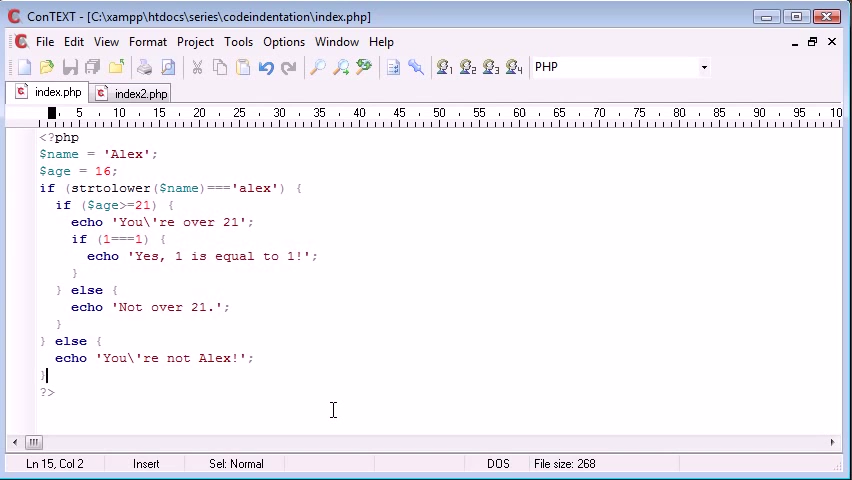 ConTEXT - [C:\xampp\htdocs\series\codeindentation\index.php]
File Edit View Format Project Tools Options Window Help
1 2 3 4 PHP
index.php index2.php
5 10 15 20 25 30 35 40 45 50 55 60 65 70 75 80 85 90 95 10
<?php
$name = 'Alex';
$age = 16;
if (strtolower($name)==='alex') {
  if ($age>=21) {
    echo 'You\'re over 21';
    if (1===1) {
      echo 'Yes, 1 is equal to 1!';
    }
  } else {
    echo 'Not over 21.';
  }
} else {
  echo 'You\'re not Alex!';
}
?>
Ln 15, Col 2 Insert Sel: Normal DOS File size: 268